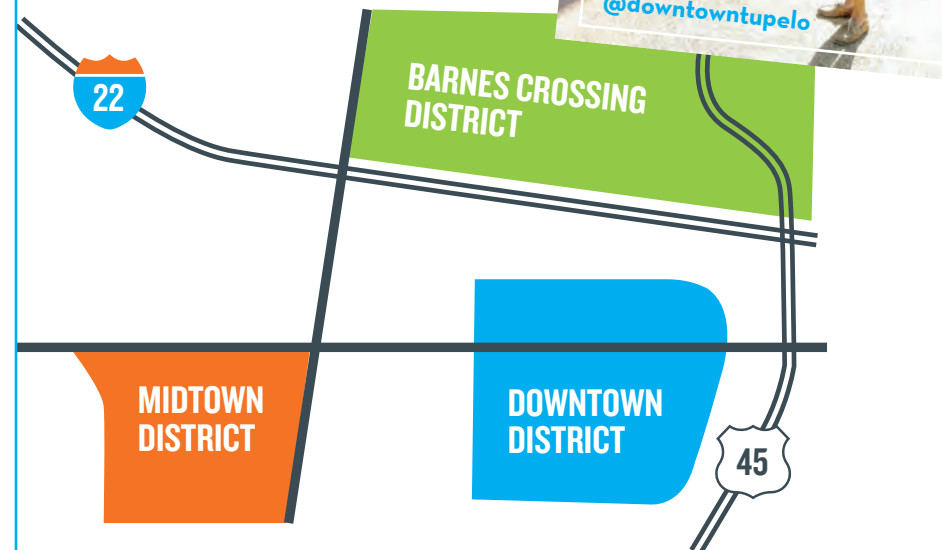 @downtowntupelo
22
BARNES CROSSING
DISTRICT
MIDTOWN
DISTRICT
DOWNTOWN
DISTRICT
45